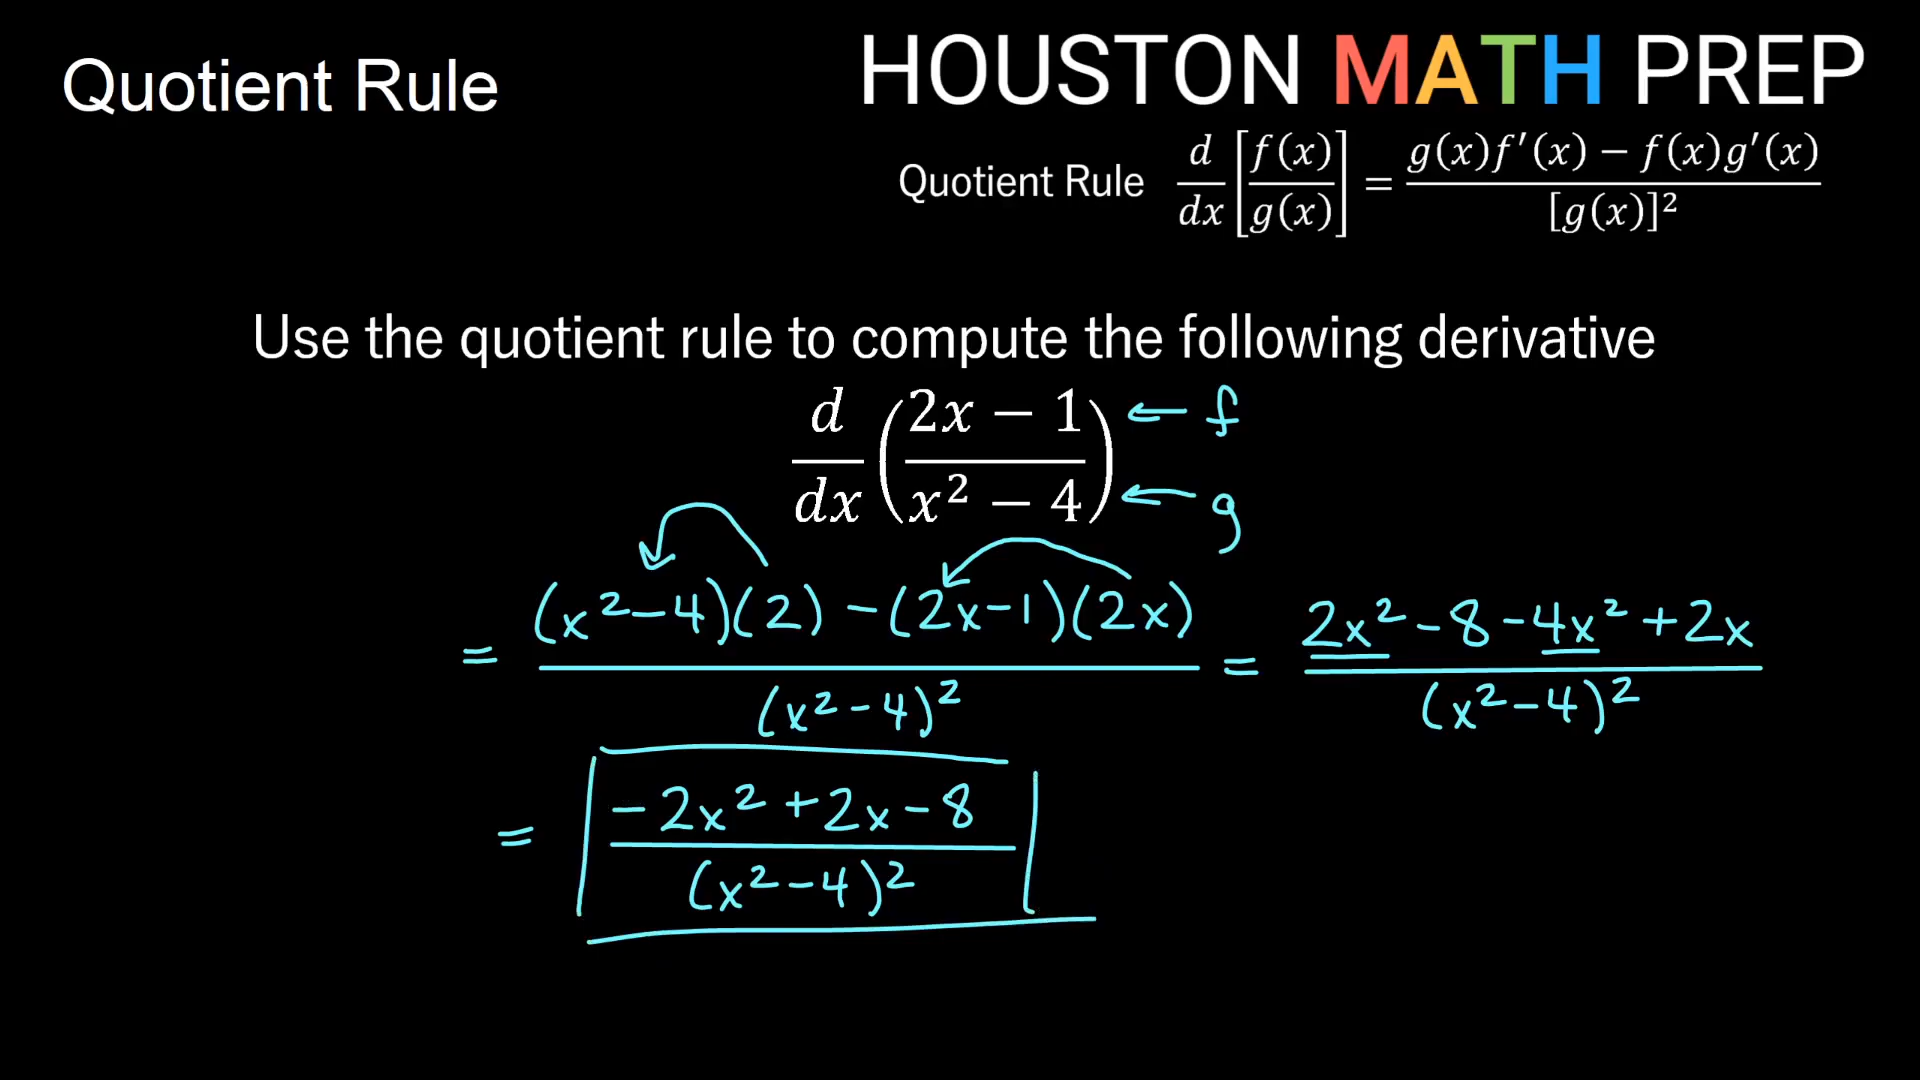 Quotient Rule
HOUSTON MATH PREP
Quotient Rule d/dx [f(x)/g(x)] = (g(x)f′(x) − f(x)g′(x))/[g(x)]²
Use the quotient rule to compute the following derivative
d/dx ((2x − 1)/(x² − 4)) ← f ← g
= ((x²−4)(2) − (2x−1)(2x))/(x²−4)² = (2x²−8−4x²+2x)/(x²−4)²
= (−2x²+2x−8)/(x²−4)²